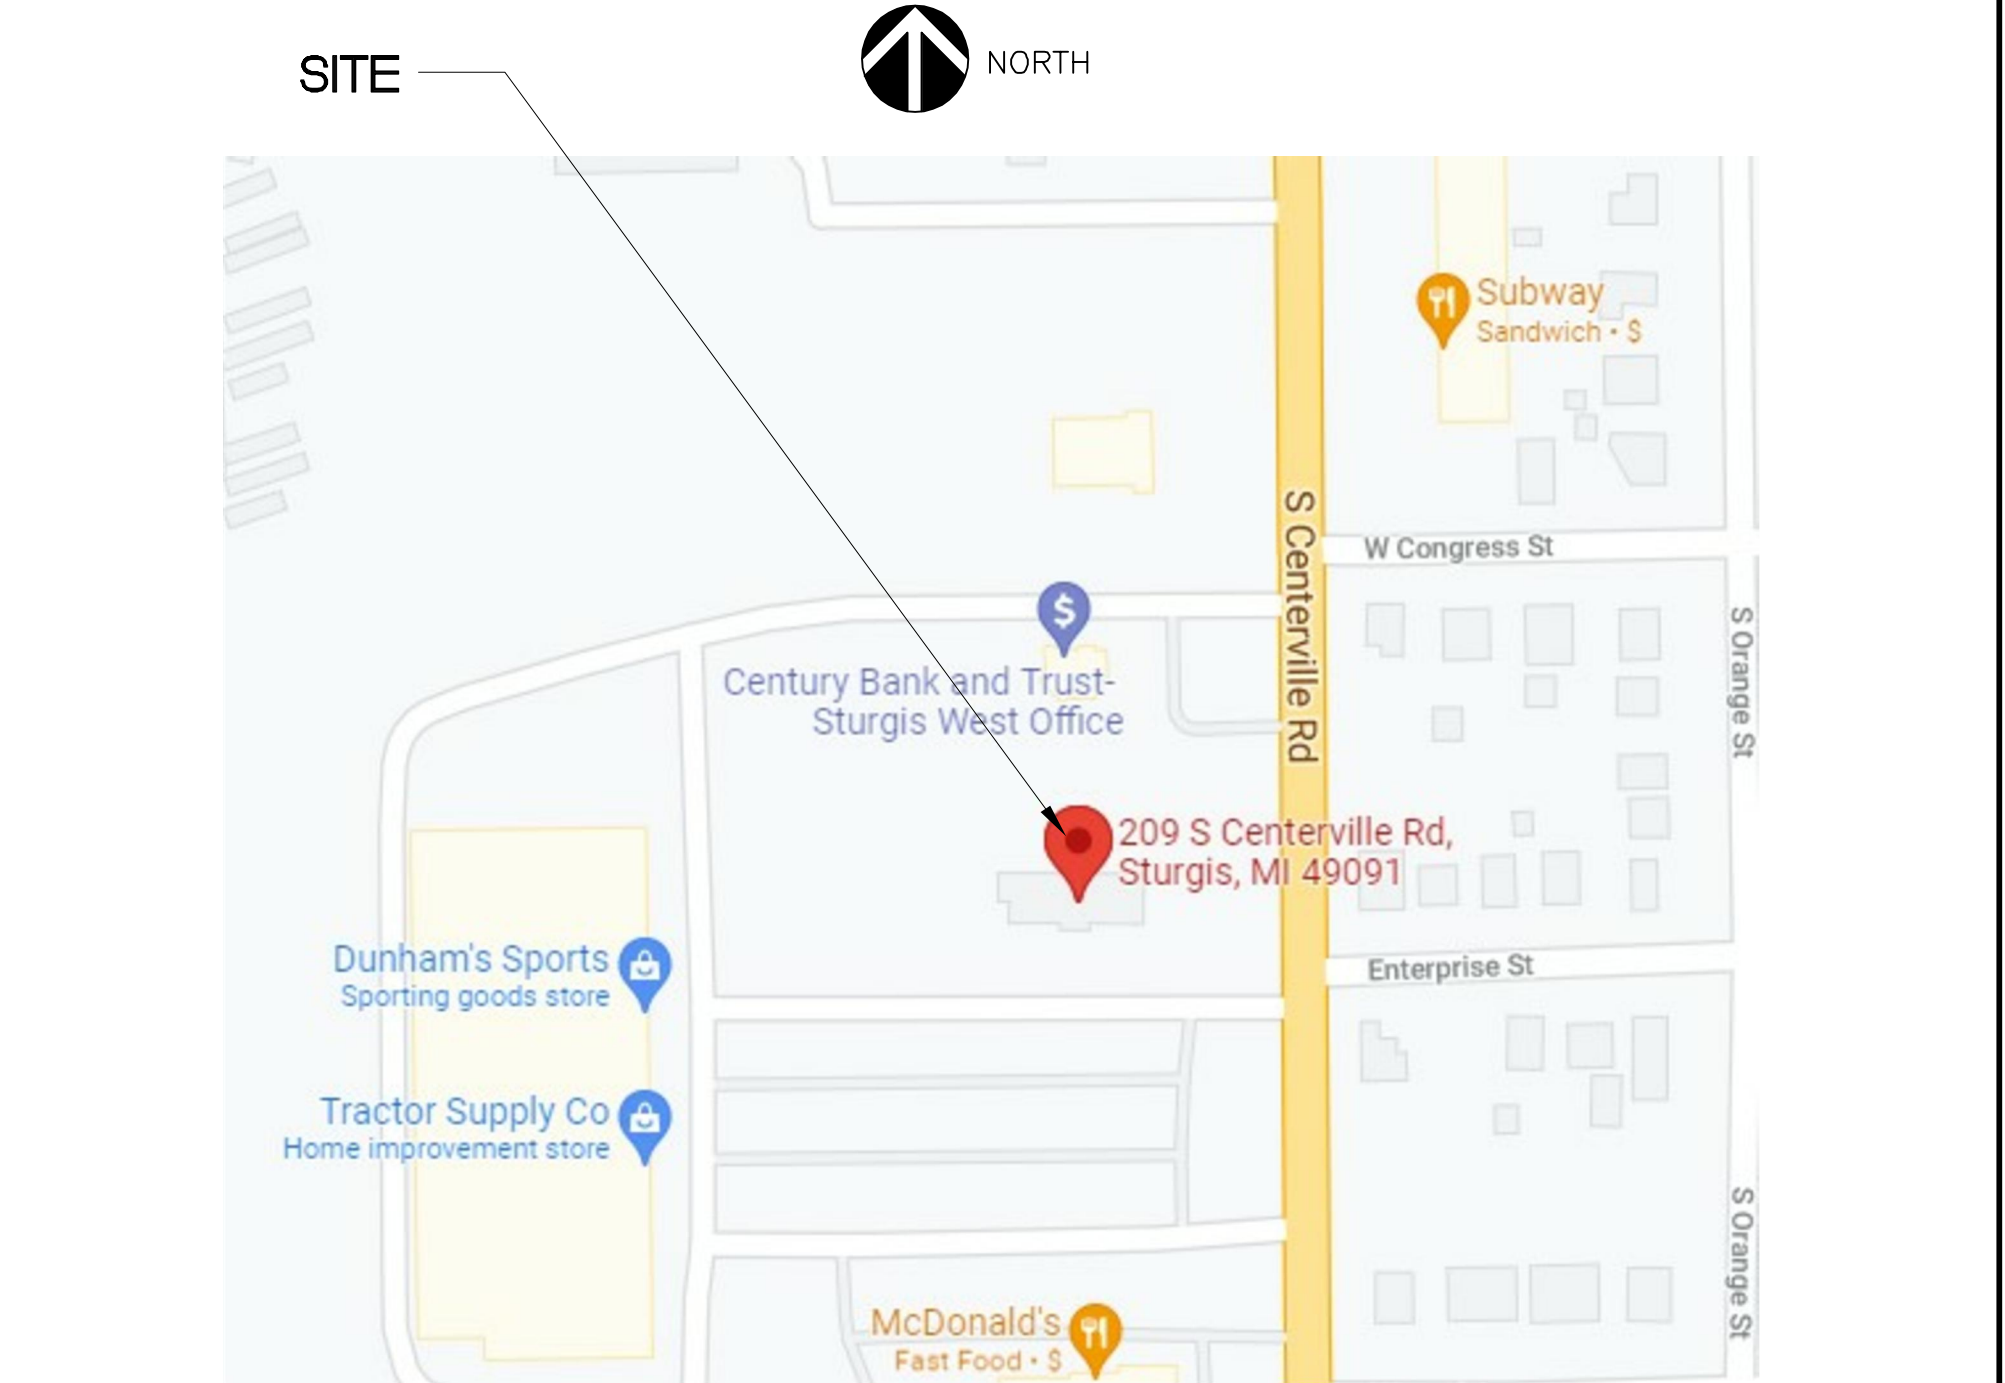 SITE
NORTH
Subway
Sandwich • $
S Centerville Rd
W Congress St
S Orange St
Century Bank and Trust-
Sturgis West Office
209 S Centerville Rd,
Sturgis, MI 49091
Dunham's Sports
Sporting goods store
Enterprise St
Tractor Supply Co
Home improvement store
S Orange St
McDonald's
Fast Food • $